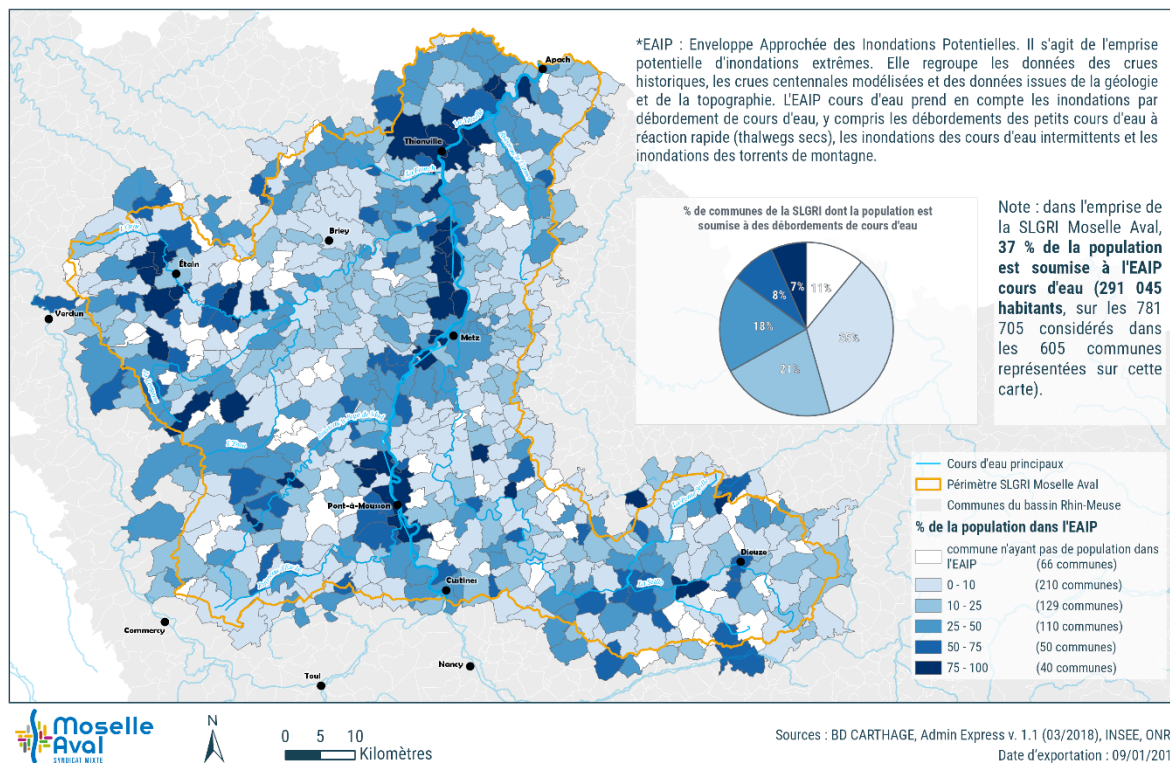 *EAIP : Enveloppe Approchée des Inondations Potentielles. Il s'agit de l'emprise
potentielle d'inondations extrêmes. Elle regroupe les données des crues
historiques, les crues centennales modélisées et des données issues de la géologie
et de la topographie. L'EAIP cours d'eau prend en compte les inondations par
débordement de cours d'eau, y compris les débordements des petits cours d'eau à
réaction rapide (thalwegs secs), les inondations des cours d'eau intermittents et les
inondations des torrents de montagne.
% de communes de la SLGRI dont la population est
soumise à des débordements de cours d'eau
7%
11%
8%
18%
35%
21%
Note : dans l'emprise de
la SLGRI Moselle Aval,
37 % de la population
est soumise à l'EAIP
cours d'eau (291 045
habitants, sur les 781
705 considérés dans
les 605 communes
représentées sur cette
carte).
Apach
Thionville
Briey
Étain
Verdun
Metz
Pont-à-Mousson
Custines
Dieuze
Commercy
Toul
Nancy
Cours d'eau principaux
Périmètre SLGRI Moselle Aval
Communes du bassin Rhin-Meuse
% de la population dans l'EAIP
commune n'ayant pas de population dans
l'EAIP (66 communes)
0 - 10 (210 communes)
10 - 25 (129 communes)
25 - 50 (110 communes)
50 - 75 (50 communes)
75 - 100 (40 communes)
Moselle
Aval
SYNDICAT MIXTE
N
0 5 10
Kilomètres
Sources : BD CARTHAGE, Admin Express v. 1.1 (03/2018), INSEE, ONR
Date d'exportation : 09/01/201